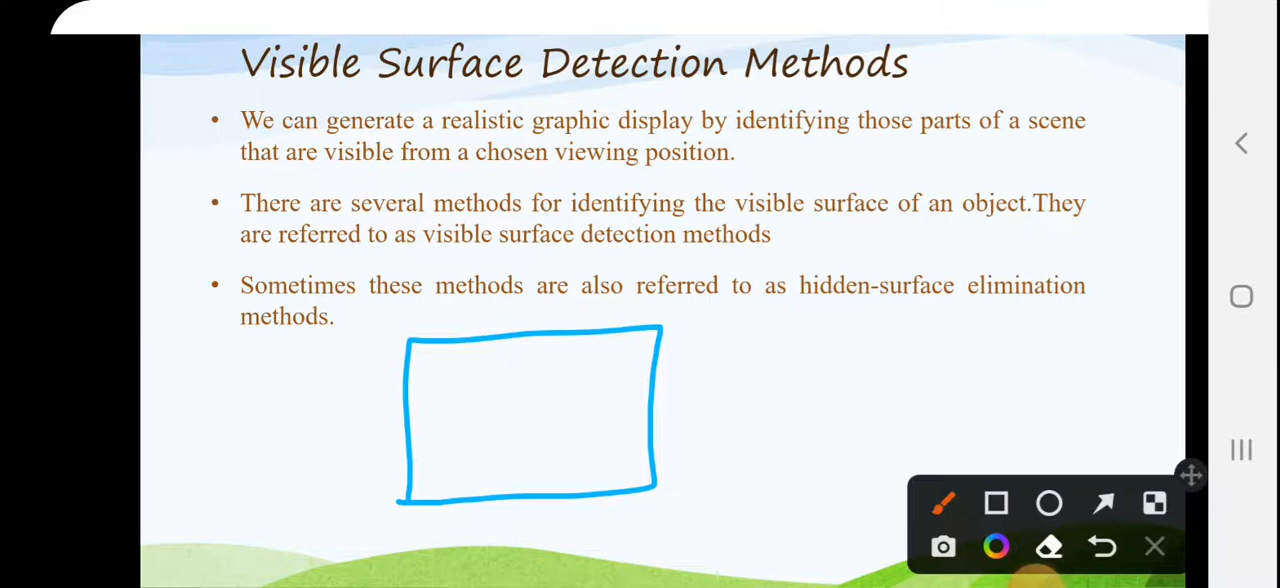 Visible Surface Detection Methods
• We can generate a realistic graphic display by identifying those parts of a scene
that are visible from a chosen viewing position.
• There are several methods for identifying the visible surface of an object.They
are referred to as visible surface detection methods
• Sometimes these methods are also referred to as hidden-surface elimination
methods.